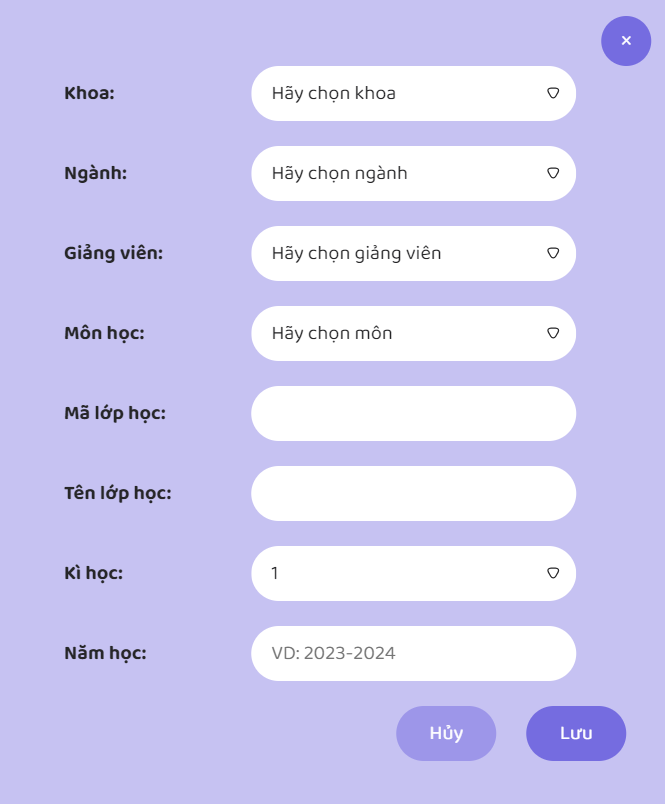 ×
Khoa: Hãy chọn khoa
Ngành: Hãy chọn ngành
Giảng viên: Hãy chọn giảng viên
Môn học: Hãy chọn môn
Mã lớp học:
Tên lớp học:
Kì học: 1
Năm học: VD: 2023-2024
Hủy Lưu